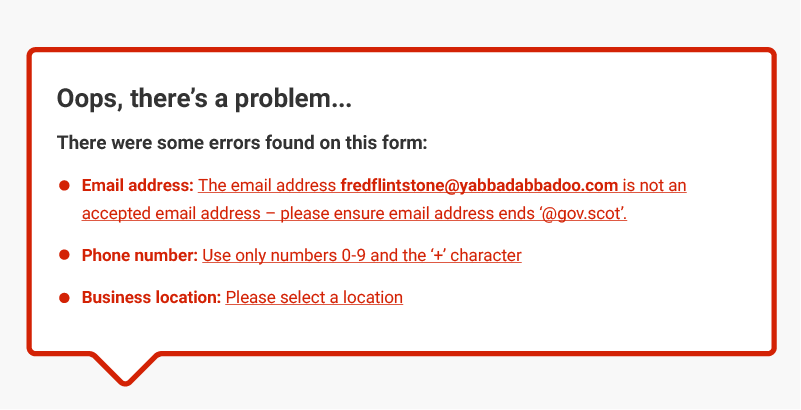 Oops, there’s a problem...
There were some errors found on this form:
Email address: The email address fredflintstone@yabbadabbadoo.com is not an
accepted email address – please ensure email address ends ‘@gov.scot’.
Phone number: Use only numbers 0-9 and the ‘+’ character
Business location: Please select a location